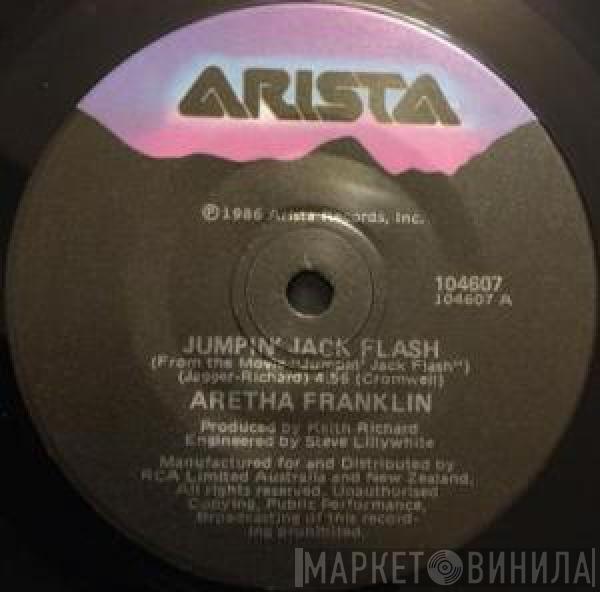 ARISTA
℗1986 Arista Records, Inc.
104607
104607 A
JUMPIN' JACK FLASH
(From the Movie "Jumpin' Jack Flash")
(Jagger-Richard) 4.56 (Cromwell)
ARETHA FRANKLIN
Produced by Keith Richard
Engineered by Steve Lillywhite
Manufactured for and Distributed by
RCA Limited Australia and New Zealand.
All rights reserved. Unauthorised
Copying, Public Performance,
Broadcasting of this record-
ing prohibited.
МАРКЕТ ВИНИЛА